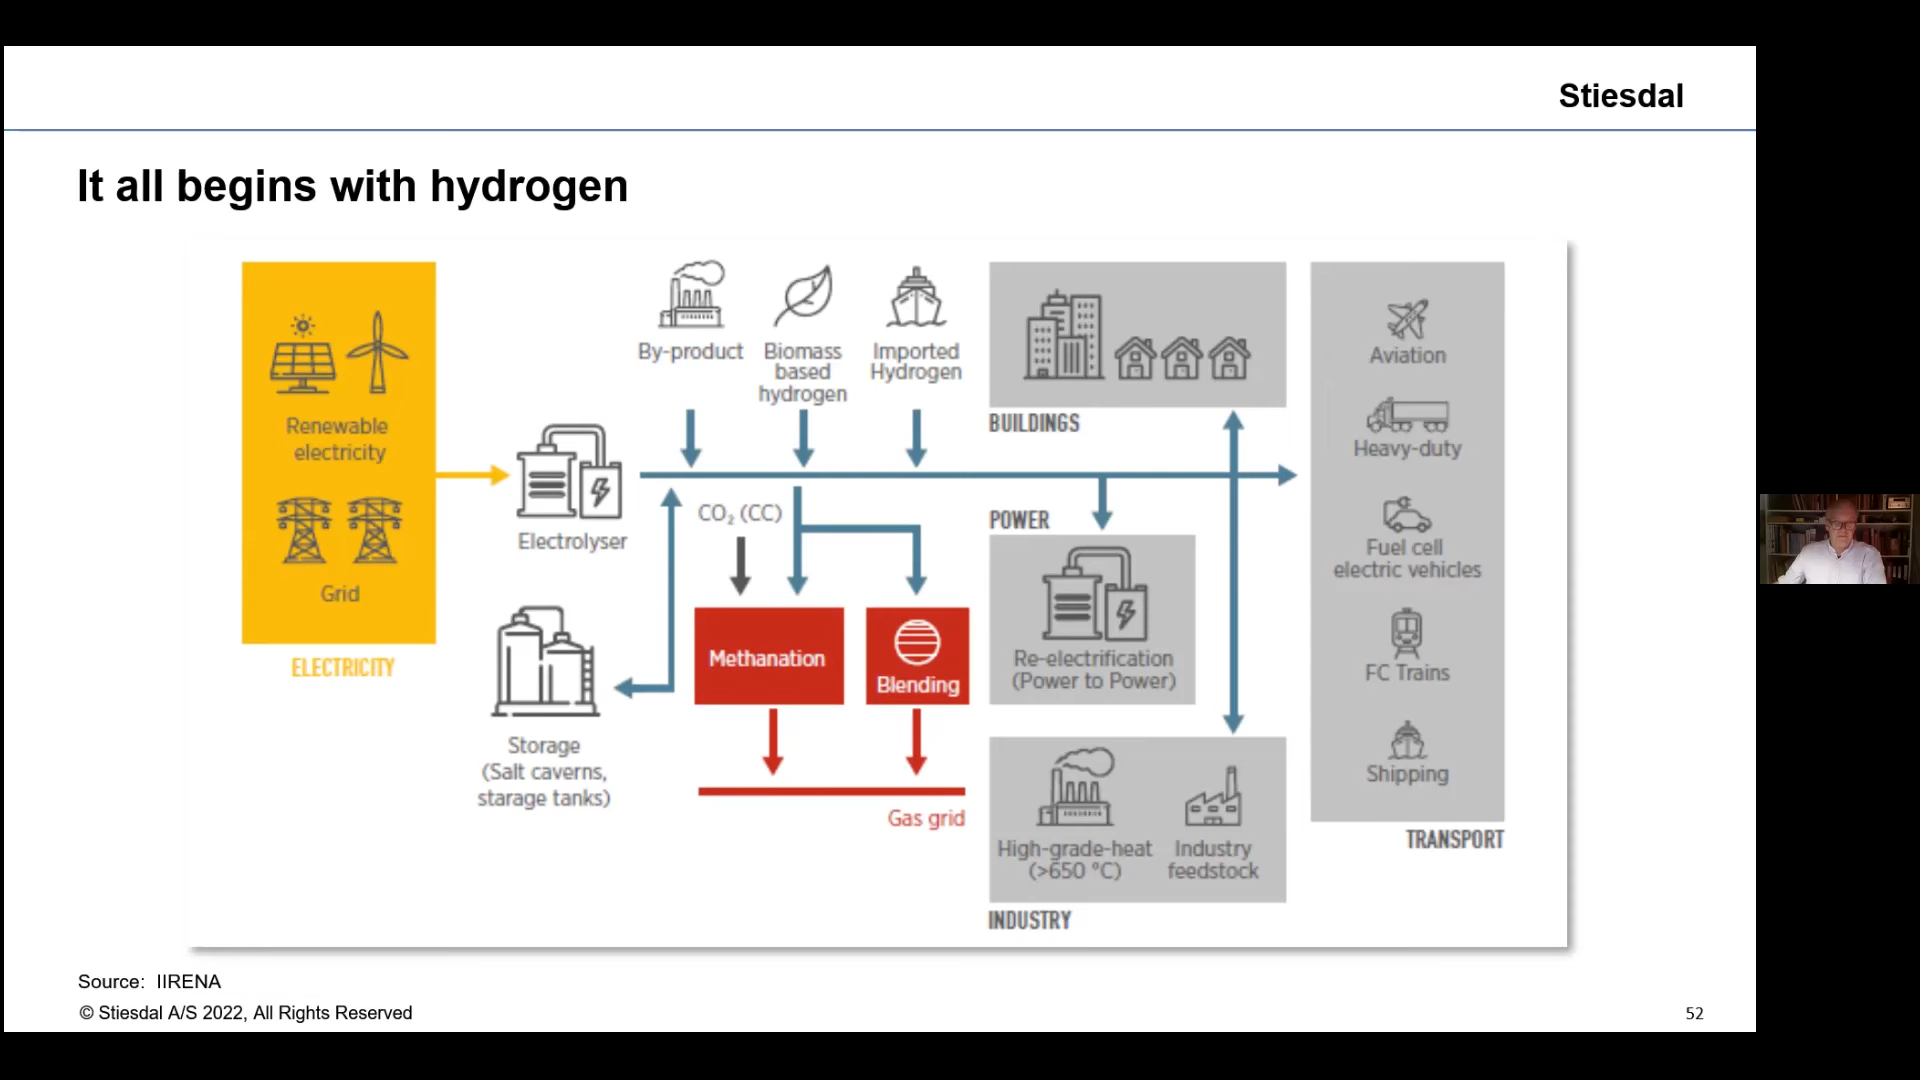 Stiesdal
It all begins with hydrogen
Renewable
electricity
Grid
ELECTRICITY
Electrolyser
Storage
(Salt caverns,
starage tanks)
By-product
Biomass
based
hydrogen
Imported
Hydrogen
CO₂ (CC)
Methanation
Blending
Gas grid
BUILDINGS
POWER
Re-electrification
(Power to Power)
High-grade-heat
(>650 °C)
Industry
feedstock
INDUSTRY
Aviation
Heavy-duty
Fuel cell
electric vehicles
FC Trains
Shipping
TRANSPORT
Source: IIRENA
© Stiesdal A/S 2022, All Rights Reserved
52